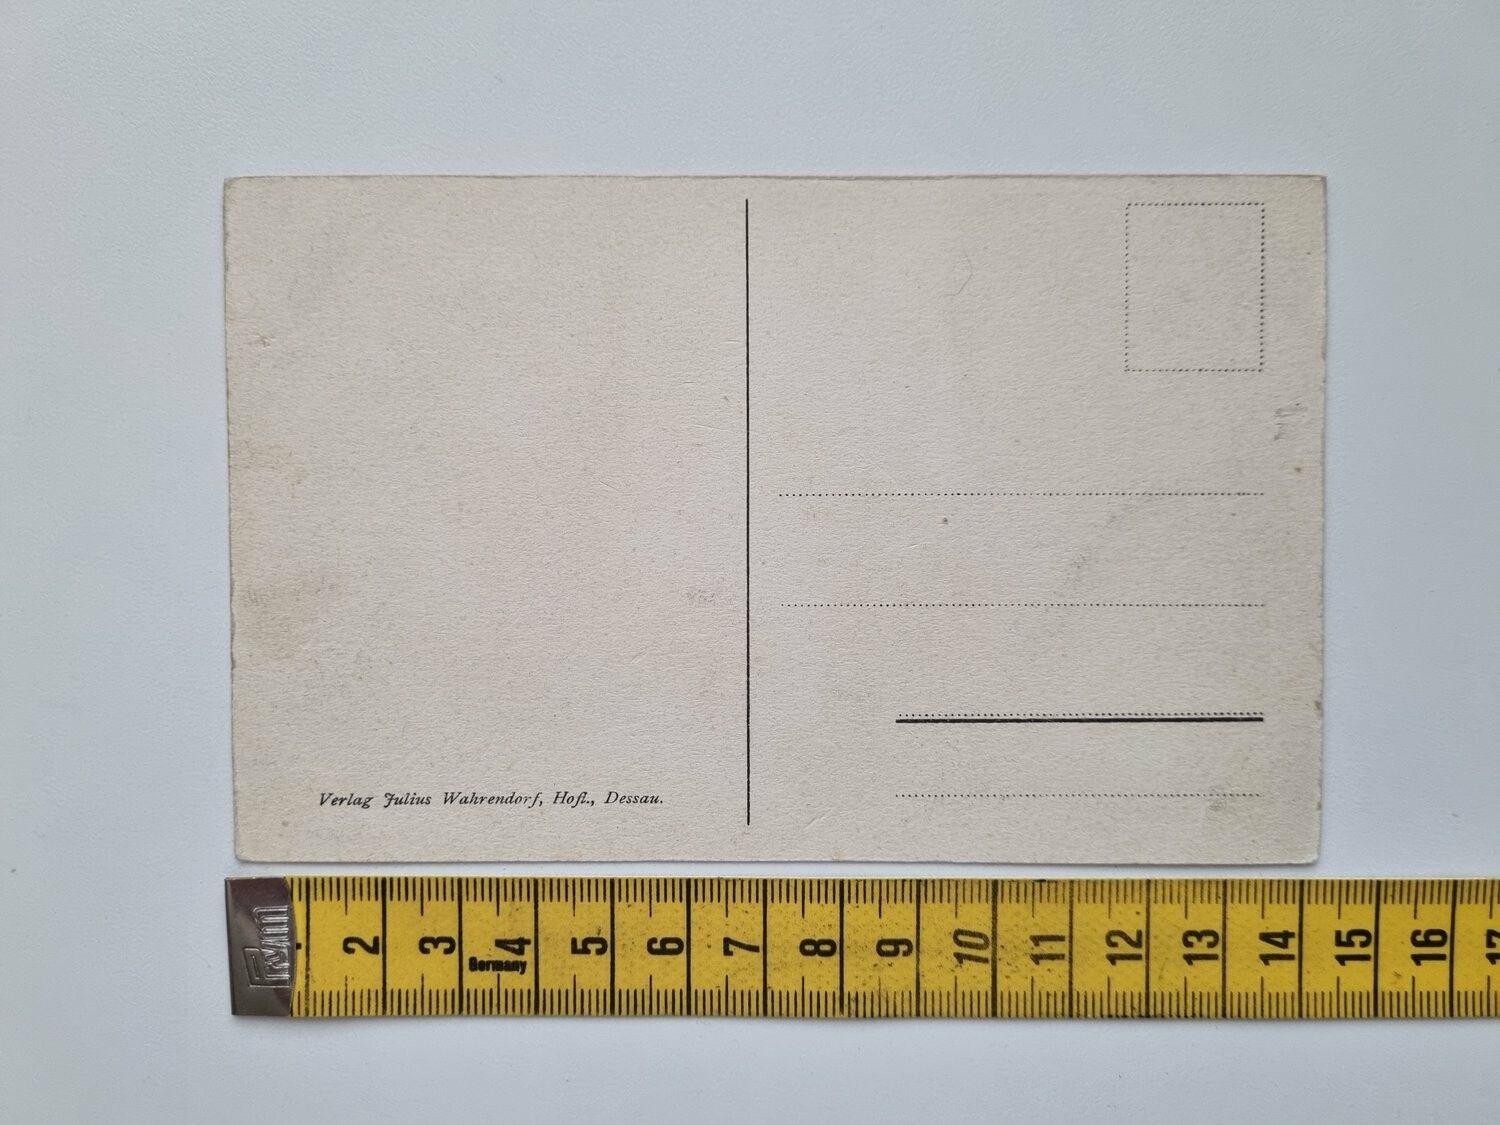 Verlag Julius Wahrendorf, Hofl., Dessau.
Prym 2 3 4 5 6 7 8 9 10 11 12 13 14 15 16 17
Germany